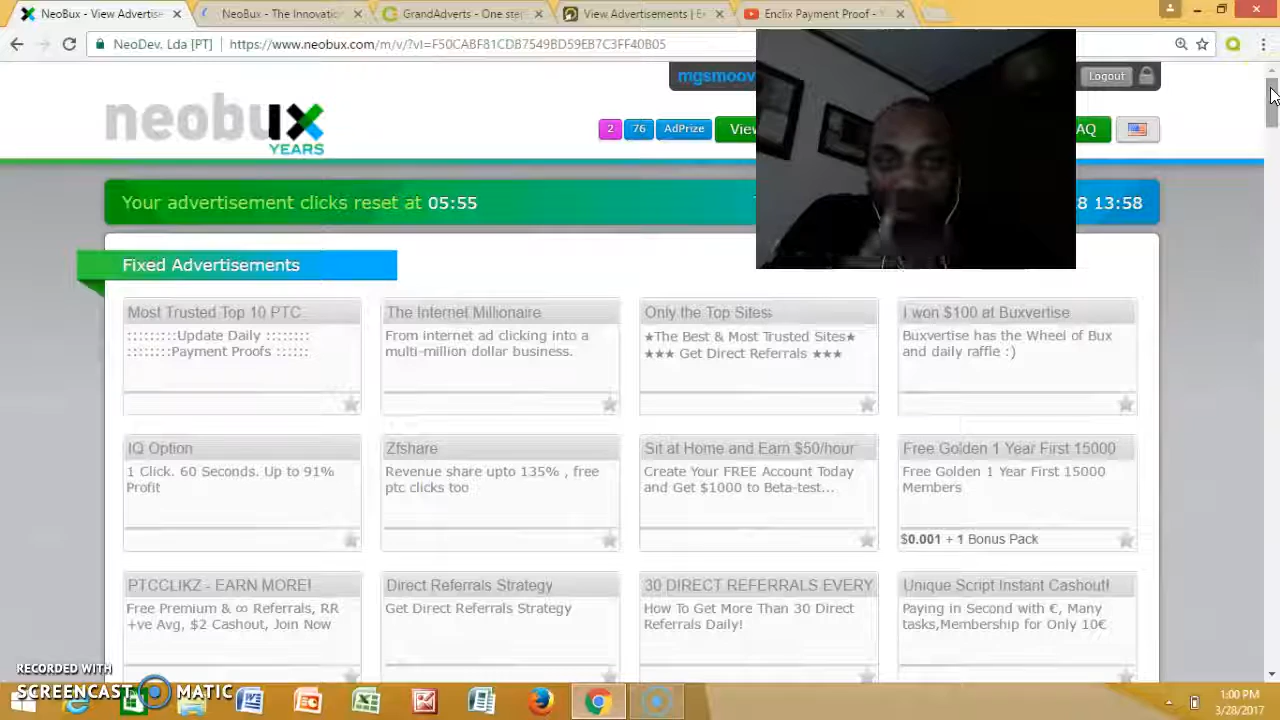 NeoBux - View Advertise
NeoBux - The Innovati
GrandAdverts - One ste
View Advertisements | E
Enclix Payment Proof -
NeoDev, Lda [PT]
https://www.neobux.com/m/v/?vl=F50CABF81CDB7549BD59EB7C3FF40B05
mgsmoov
Logout
neobux
YEARS
2
76
AdPrize
View
AQ
Your advertisement clicks reset at 05:55
8 13:58
Fixed Advertisements
Most Trusted Top 10 PTC
:::::::::Update Daily ::::::::
:::::::::Payment Proofs ::::::
The Internet Millionaire
From internet ad clicking into a
multi-million dollar business.
Only the Top Sites
★The Best & Most Trusted Sites★
★★★ Get Direct Referrals ★★★
I won $100 at Buxvertise
Buxvertise has the Wheel of Bux
and daily raffle :)
IQ Option
1 Click. 60 Seconds. Up to 91%
Profit
Zfshare
Revenue share upto 135% , free
ptc clicks too
Sit at Home and Earn $50/hour
Create Your FREE Account Today
and Get $1000 to Beta-test...
Free Golden 1 Year First 15000
Free Golden 1 Year First 15000
Members
$0.001 + 1 Bonus Pack
PTCCLIKZ - EARN MORE!
Free Premium & ∞ Referrals, RR
+ve Avg, $2 Cashout, Join Now
Direct Referrals Strategy
Get Direct Referrals Strategy
30 DIRECT REFERRALS EVERY
How To Get More Than 30 Direct
Referrals Daily!
Unique Script Instant Cashout!
Paying in Second with €, Many
tasks,Membership for Only 10€
RECORDED WITH
SCREENCAST MATIC
1:00 PM
3/28/2017